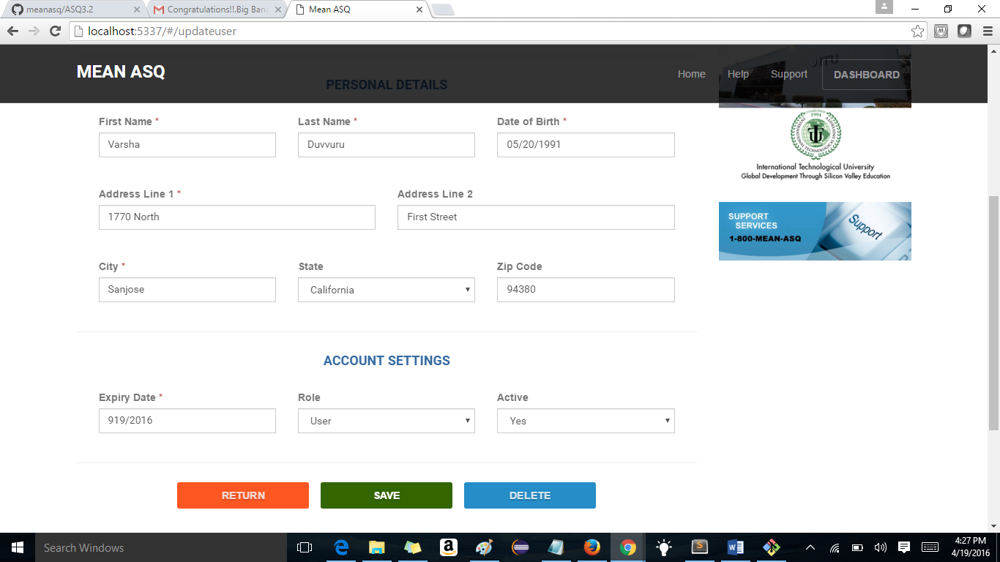 meanasq/ASQ3.2
Congratulations!!.Big Bang
Mean ASQ
localhost:5337/#/updateuser
MEAN ASQ
Home
Help
Support
DASHBOARD
PERSONAL DETAILS
ITU
First Name *
Last Name *
Date of Birth *
Varsha
Duvvuru
05/20/1991
1994
International Technological University
Global Development Through Silicon Valley Education
Address Line 1 *
Address Line 2
1770 North
First Street
SUPPORT
SERVICES
1-800-MEAN-ASQ
Support
City *
State
Zip Code
Sanjose
California
94380
ACCOUNT SETTINGS
Expiry Date *
Role
Active
919/2016
User
Yes
RETURN
SAVE
DELETE
Search Windows
4:27 PM
4/19/2016